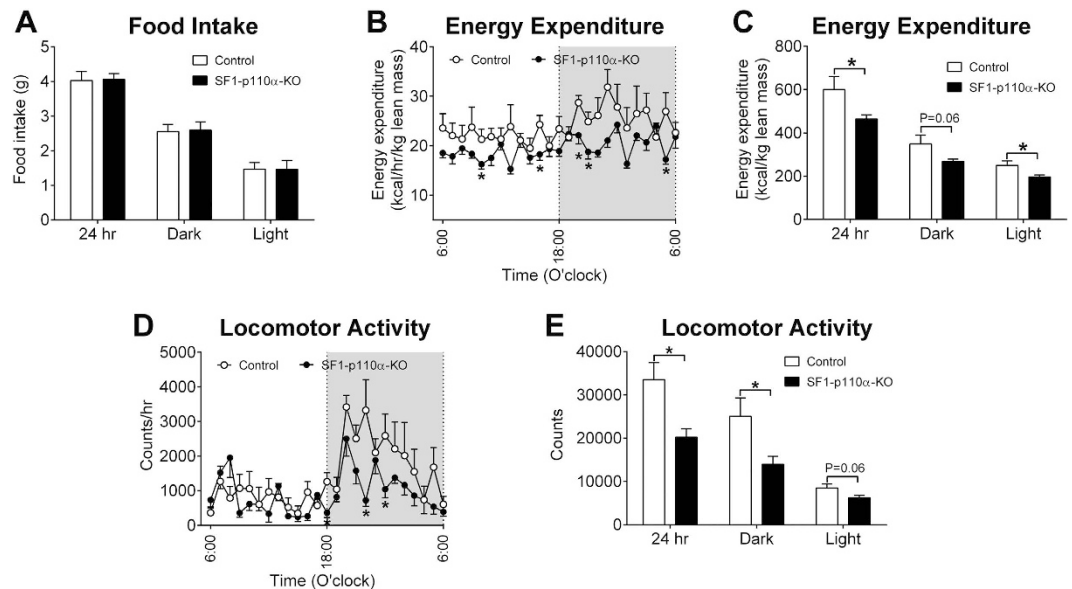 A
Food Intake
Food intake (g)
5
4
3
2
1
0
Control
SF1-p110α-KO
24 hr
Dark
Light
B
Energy Expenditure
Energy expenditure
(kcal/hr/kg lean mass)
40
30
20
10
Control
SF1-p110α-KO
*
*
*
*
*
6:00
18:00
6:00
Time (O'clock)
C
Energy Expenditure
Energy expenditure
(kcal/kg lean mass)
800
600
400
200
0
Control
SF1-p110α-KO
*
P=0.06
*
24 hr
Dark
Light
D
Locomotor Activity
Counts/hr
5000
4000
3000
2000
1000
0
Control
SF1-p110α-KO
*
*
*
6:00
18:00
6:00
Time (O'clock)
E
Locomotor Activity
Counts
40000
30000
20000
10000
0
Control
SF1-p110α-KO
*
*
P=0.06
24 hr
Dark
Light